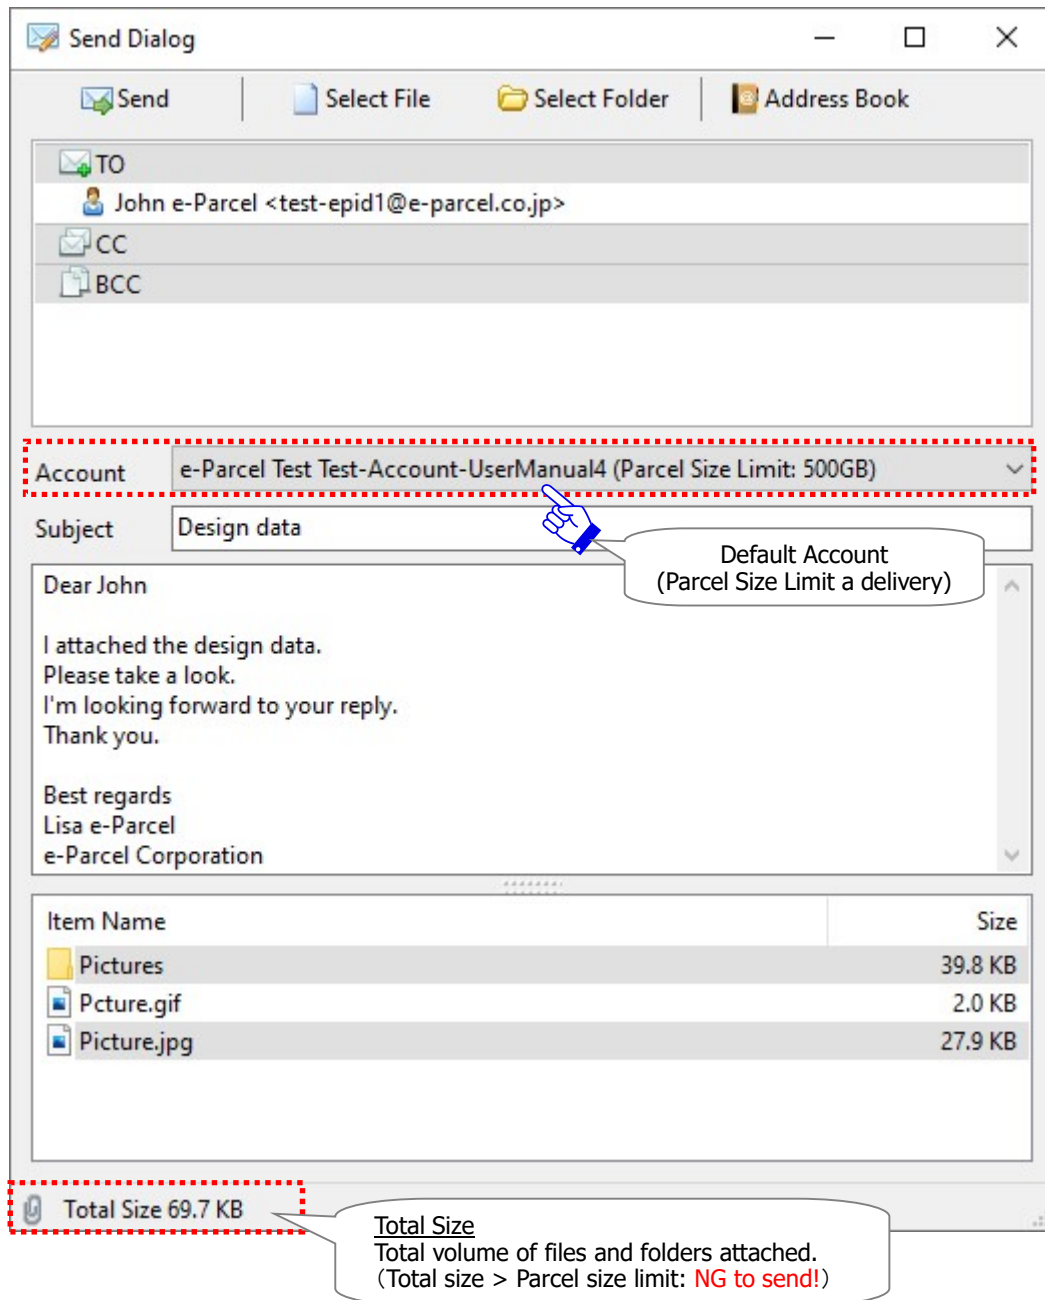 Send Dialog
Send Select File Select Folder Address Book
TO
John e-Parcel <test-epid1@e-parcel.co.jp>
CC
BCC
Account e-Parcel Test Test-Account-UserManual4 (Parcel Size Limit: 500GB)
Subject Design data
Default Account
(Parcel Size Limit a delivery)
Dear John
I attached the design data.
Please take a look.
I'm looking forward to your reply.
Thank you.
Best regards
Lisa e-Parcel
e-Parcel Corporation
Item Name Size
Pictures 39.8 KB
Pcture.gif 2.0 KB
Picture.jpg 27.9 KB
Total Size 69.7 KB
Total Size
Total volume of files and folders attached.
（Total size > Parcel size limit: NG to send!）